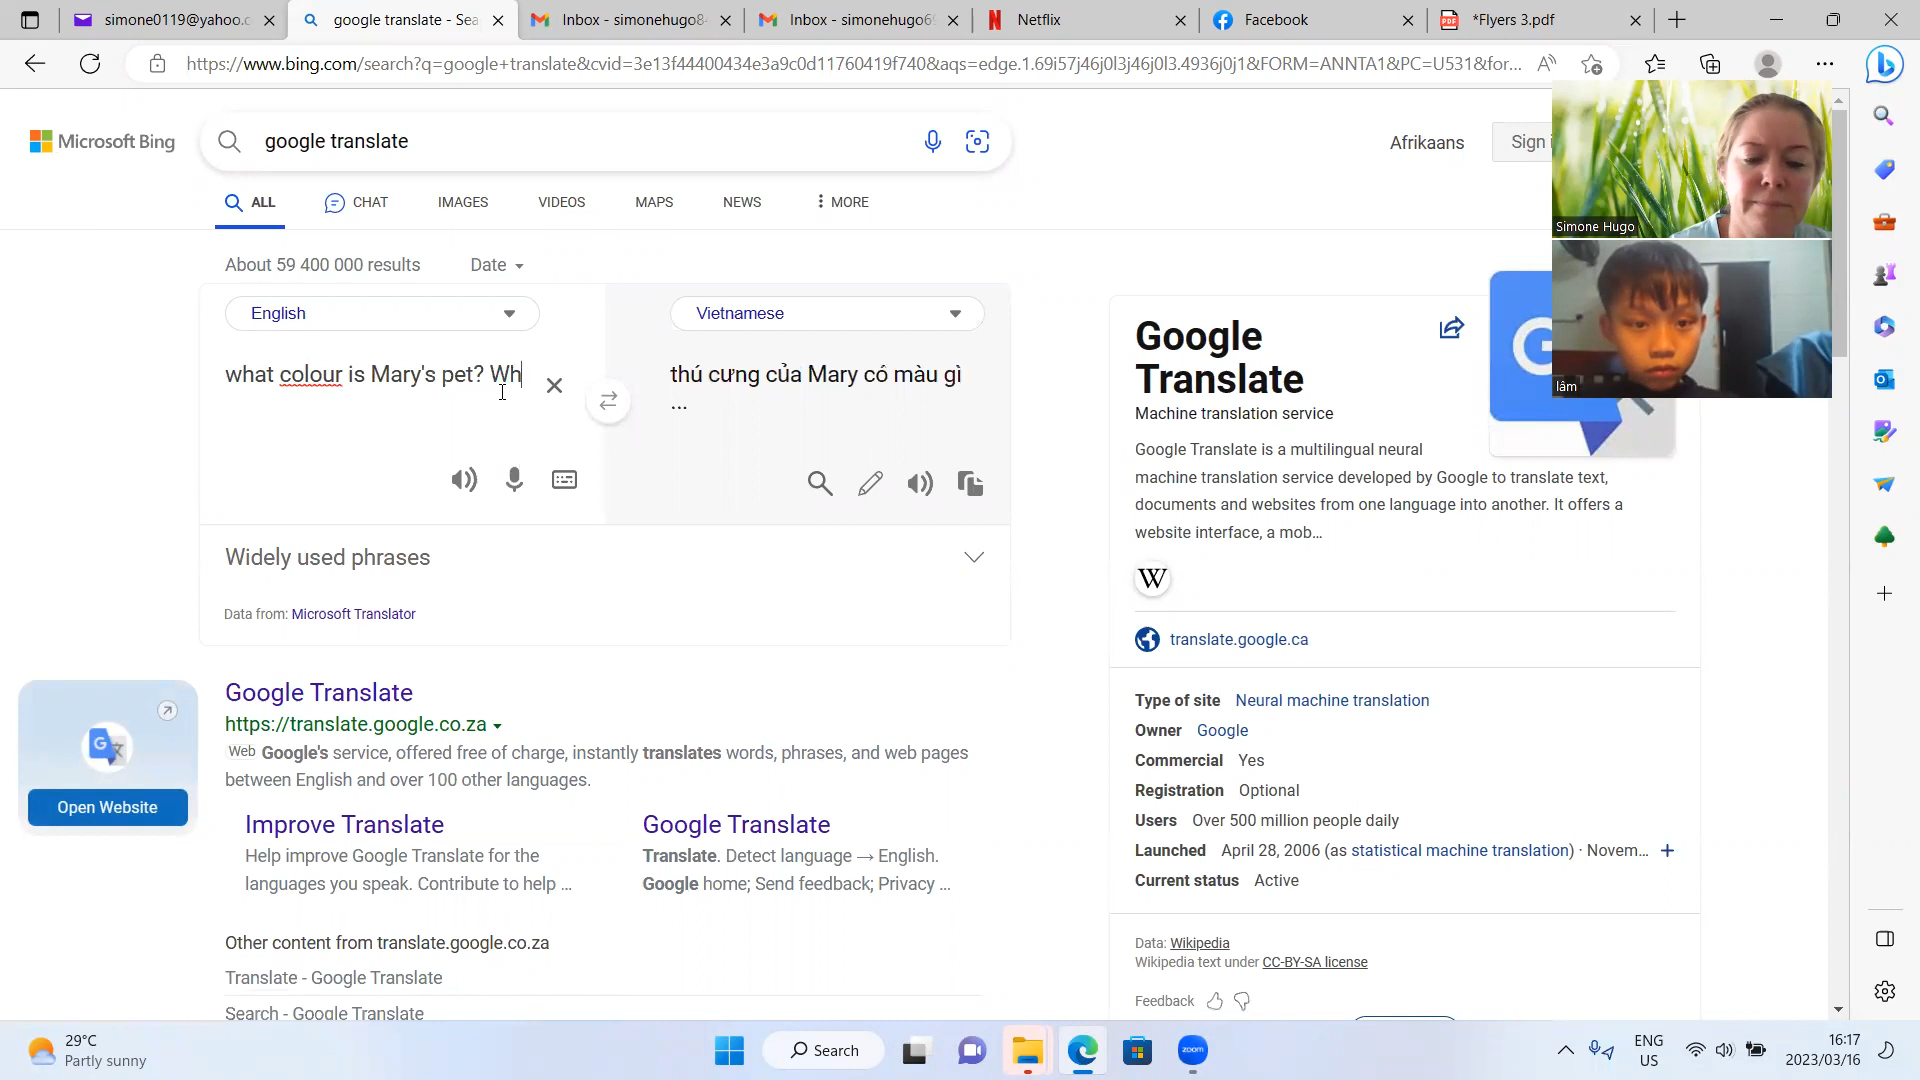 simone0119@yahoo.c
google translate - Sea
Inbox - simonehugo8
Inbox - simonehugo6
Netflix
Facebook
*Flyers 3.pdf
https://www.bing.com/search?q=google+translate&cvid=3e13f44400434e3a9c0d11760419f740&aqs=edge.1.69i57j46j0l3j46j0l3.4936j0j1&FORM=ANNTA1&PC=U531&for...
Microsoft Bing
google translate
Afrikaans
Sign i
ALL
CHAT
IMAGES
VIDEOS
MAPS
NEWS
MORE
Simone Hugo
lâm
About 59 400 000 results
Date
English
Vietnamese
what colour is Mary's pet? Wh
thú cưng của Mary có màu gì
...
Widely used phrases
Data from: Microsoft Translator
Google Translate
https://translate.google.co.za
Web Google's service, offered free of charge, instantly translates words, phrases, and web pages
between English and over 100 other languages.
Open Website
Improve Translate
Help improve Google Translate for the
languages you speak. Contribute to help ...
Google Translate
Translate. Detect language → English.
Google home; Send feedback; Privacy ...
Other content from translate.google.co.za
Translate - Google Translate
Search - Google Translate
Google
Translate
Machine translation service
Google Translate is a multilingual neural
machine translation service developed by Google to translate text,
documents and websites from one language into another. It offers a
website interface, a mob...
W
translate.google.ca
Type of site Neural machine translation
Owner Google
Commercial Yes
Registration Optional
Users Over 500 million people daily
Launched April 28, 2006 (as statistical machine translation) · Novem...
Current status Active
Data: Wikipedia
Wikipedia text under CC-BY-SA license
Feedback
29°C
Partly sunny
Search
zoom
ENG
US
16:17
2023/03/16